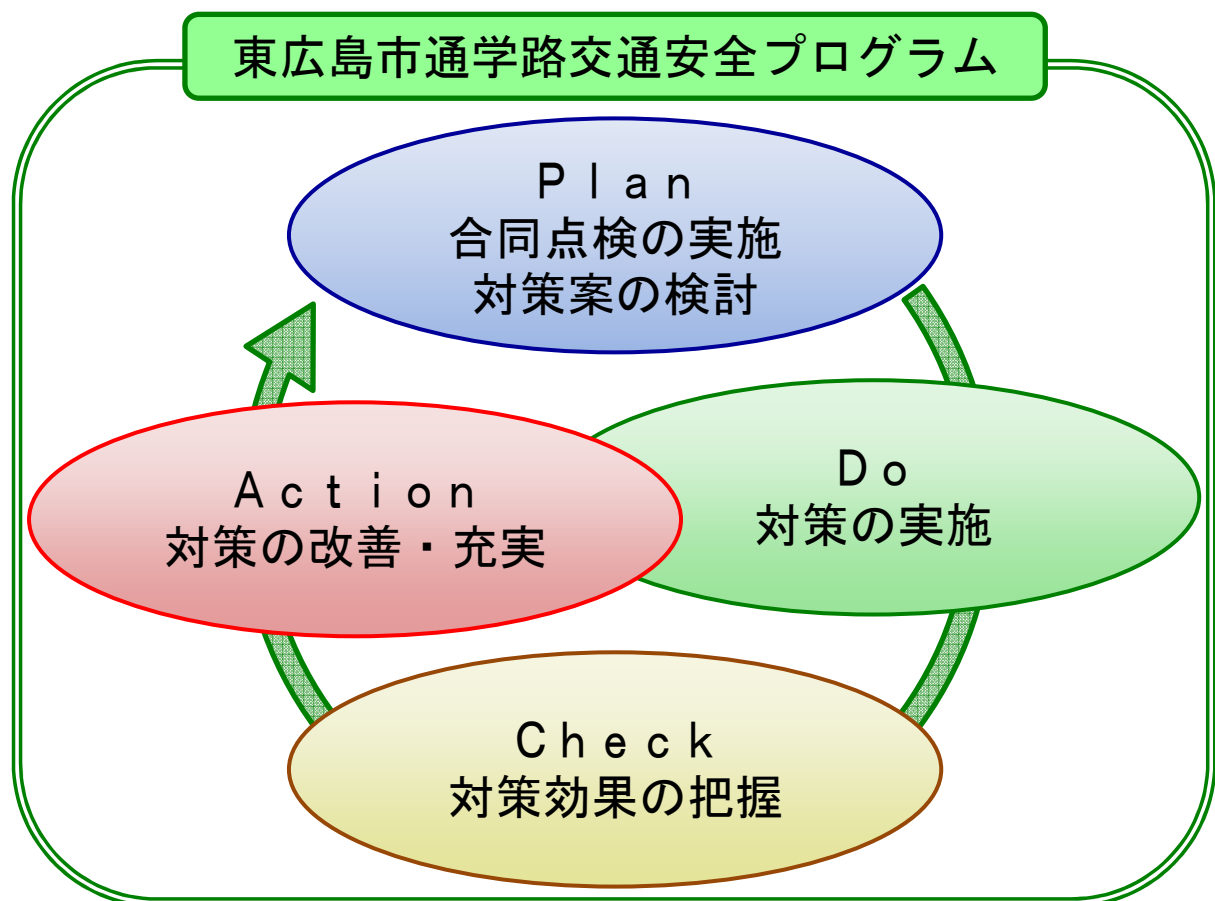 東広島市通学路交通安全プログラム
Ｐｌａｎ
合同点検の実施
対策案の検討
Ｄｏ
対策の実施
Ｃｈｅｃｋ
対策効果の把握
Ａｃｔｉｏｎ
対策の改善・充実